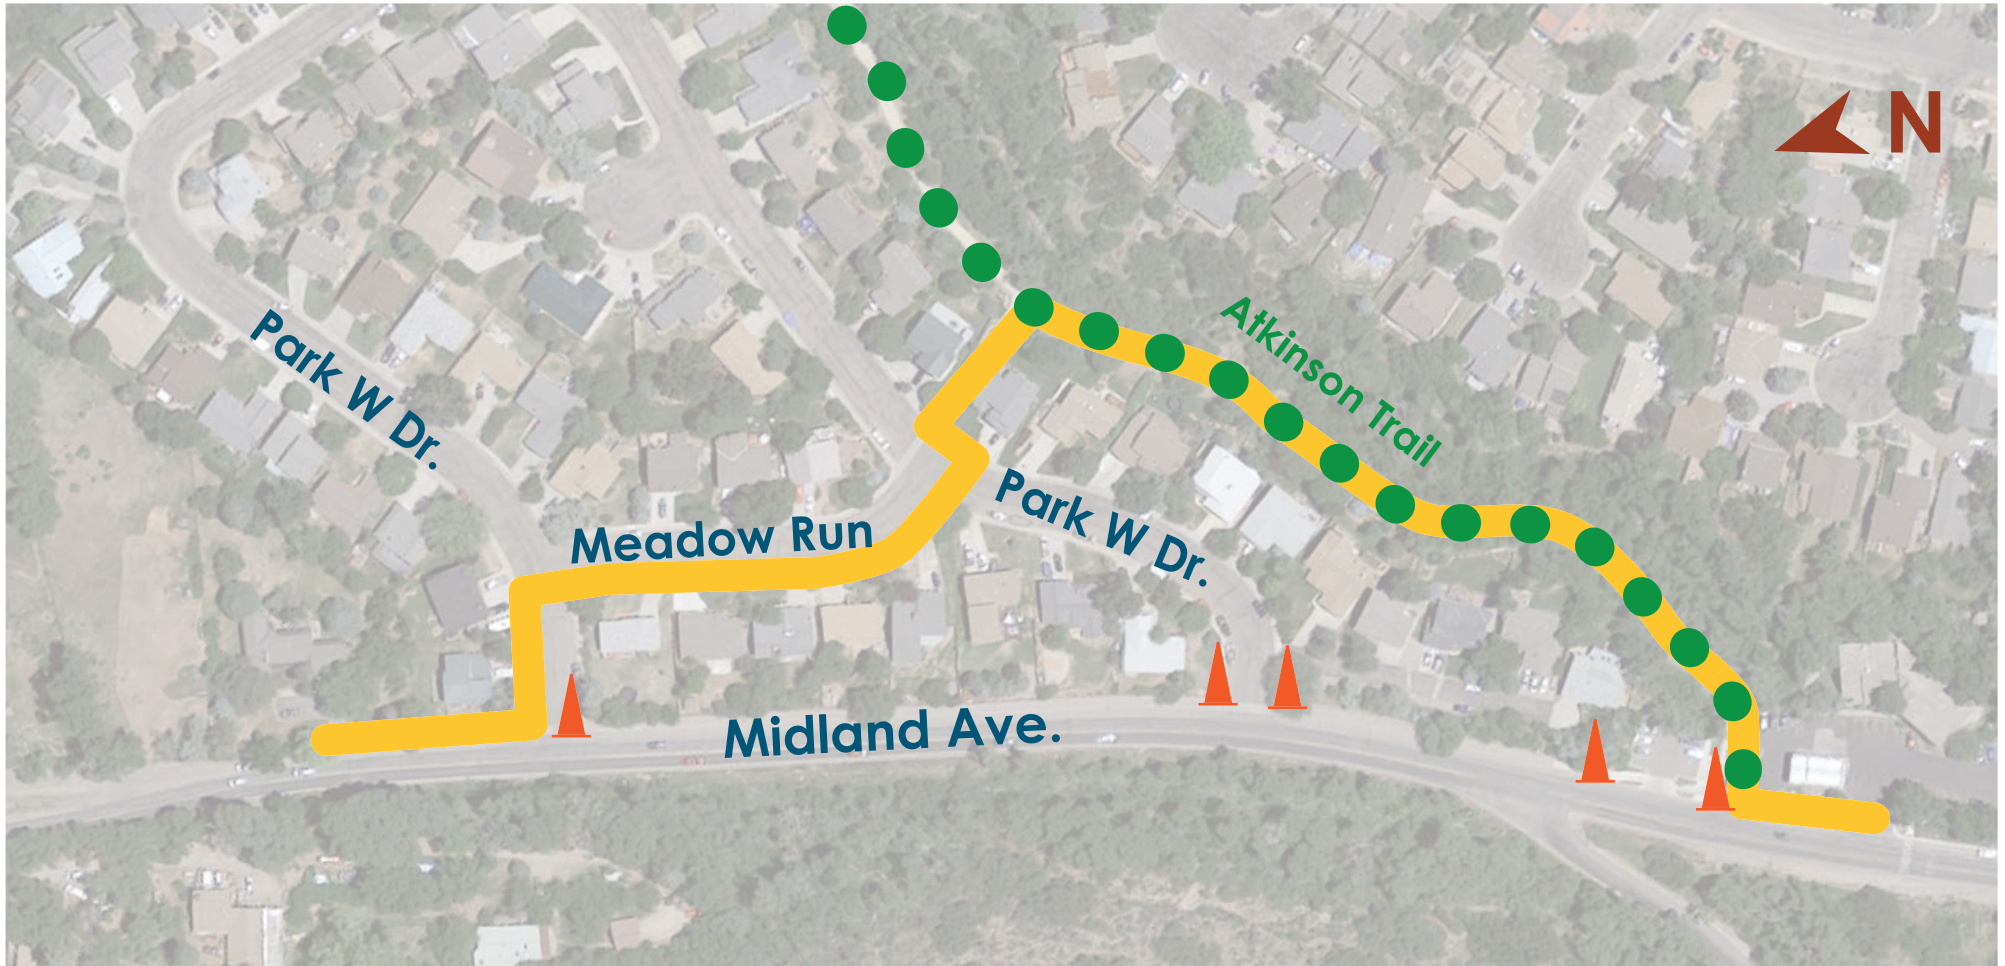 N
Atkinson Trail
Park W Dr.
Park W Dr.
Meadow Run
Midland Ave.